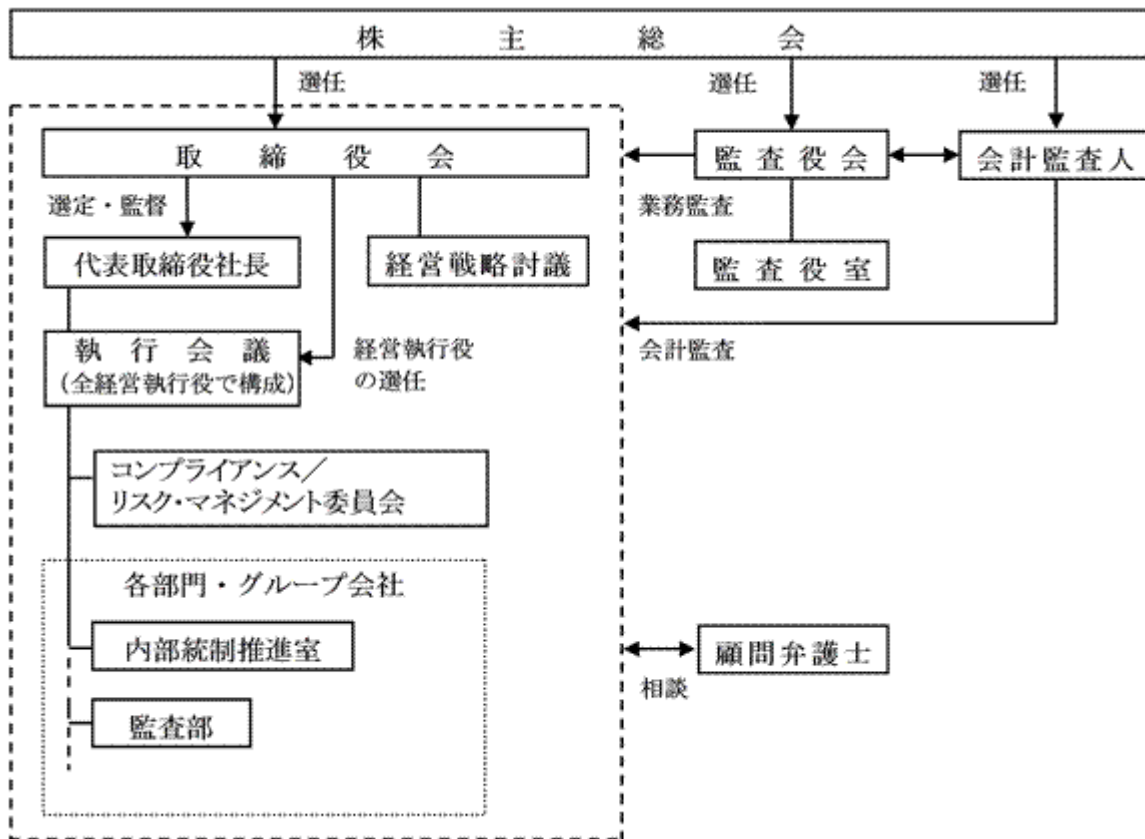 株主総会
選任
選任
選任
取締役会
監査役会
会計監査人
選定・監督
業務監査
代表取締役社長
経営戦略討議
監査役室
執行会議
(全経営執行役で構成)
経営執行役
の選任
会計監査
コンプライアンス／
リスク・マネジメント委員会
各部門・グループ会社
内部統制推進室
顧問弁護士
相談
監査部